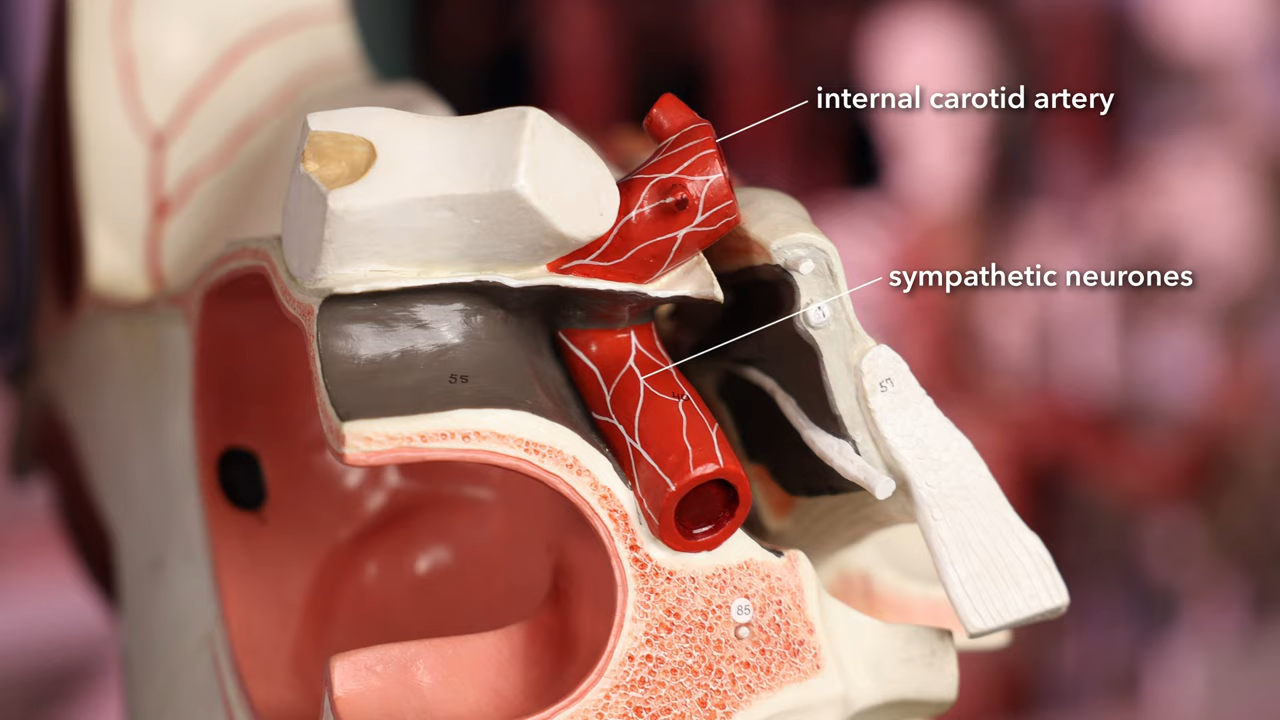 internal carotid artery
sympathetic neurones
57
55
85